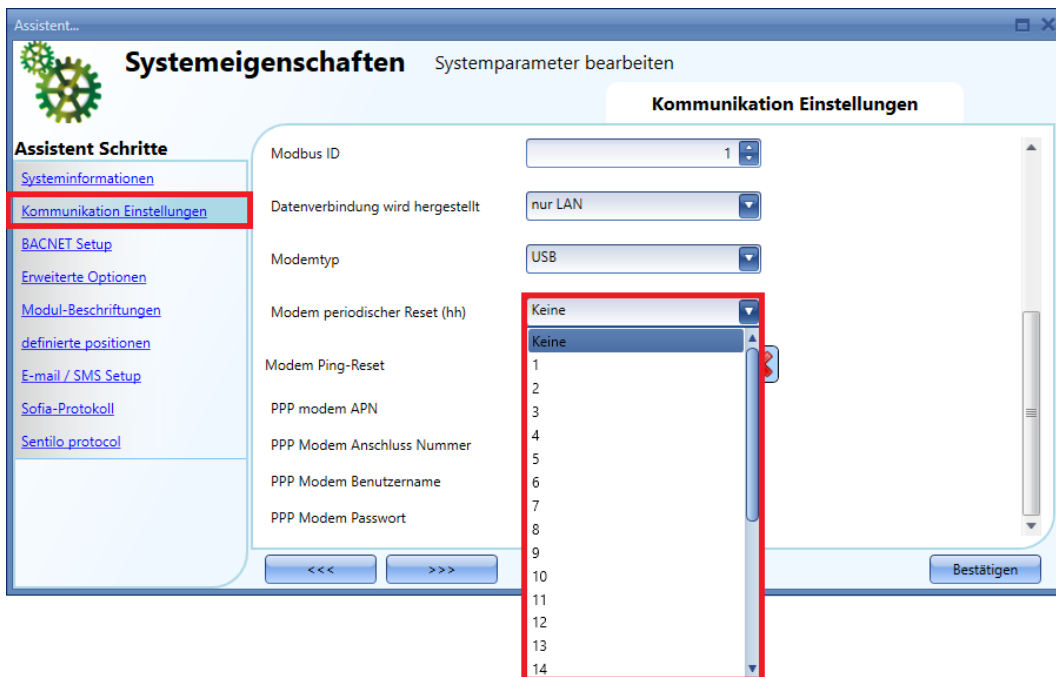 Assistent...
Systemeigenschaften Systemparameter bearbeiten
Kommunikation Einstellungen
Assistent Schritte
Systeminformationen
Kommunikation Einstellungen
BACNET Setup
Erweiterte Optionen
Modul-Beschriftungen
definierte positionen
E-mail / SMS Setup
Sofia-Protokoll
Sentilo protocol
Modbus ID 1
Datenverbindung wird hergestellt nur LAN
Modemtyp USB
Modem periodischer Reset (hh) Keine
Modem Ping-Reset
PPP modem APN
PPP Modem Anschluss Nummer
PPP Modem Benutzername
PPP Modem Passwort
Keine
1
2
3
4
5
6
7
8
9
10
11
12
13
14
<<< >>> Bestätigen